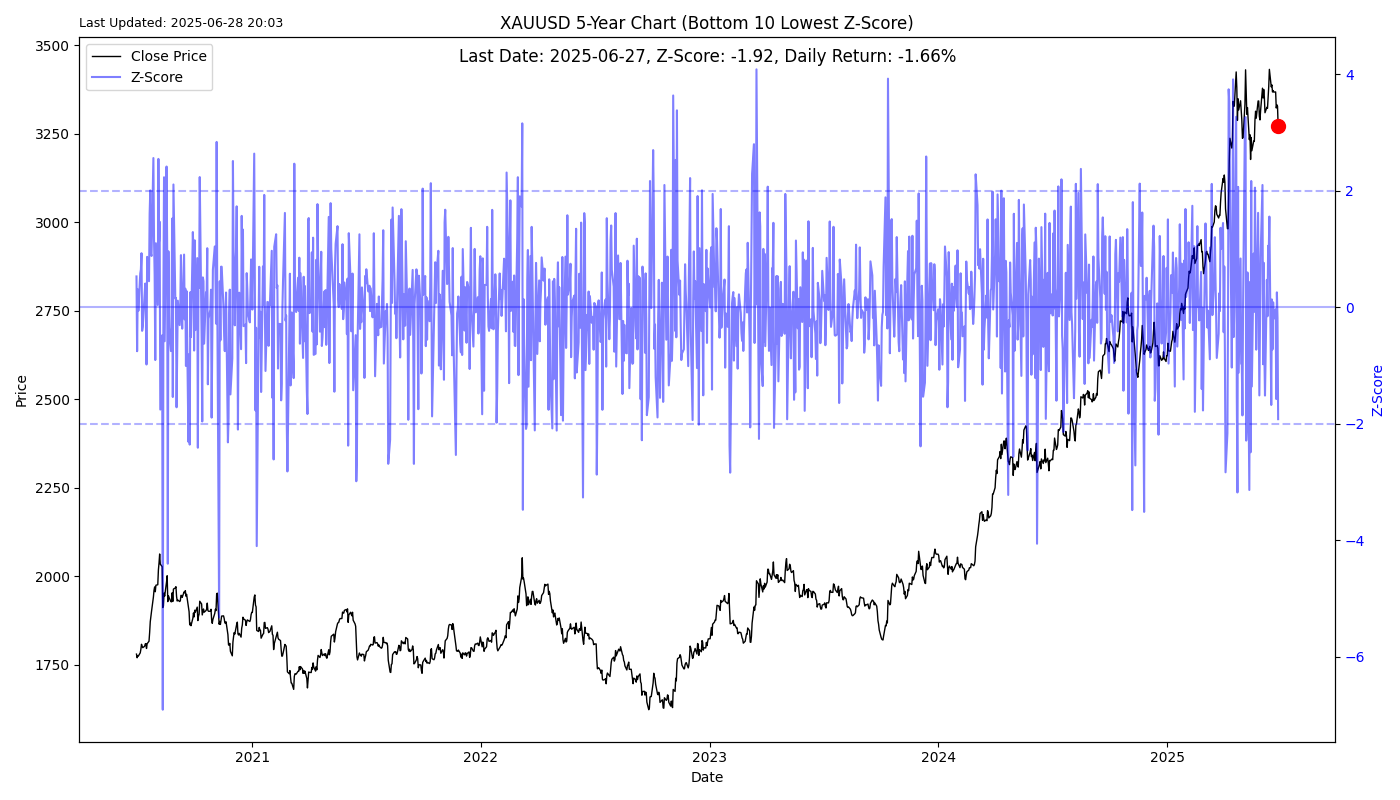 Last Updated: 2025-06-28 20:03
XAUUSD 5-Year Chart (Bottom 10 Lowest Z-Score)
Last Date: 2025-06-27, Z-Score: -1.92, Daily Return: -1.66%
Close Price
Z-Score
3500
3250
3000
2750
2500
2250
2000
1750
Price
4
2
0
−2
−4
−6
Z-Score
2021
2022
2023
2024
2025
Date